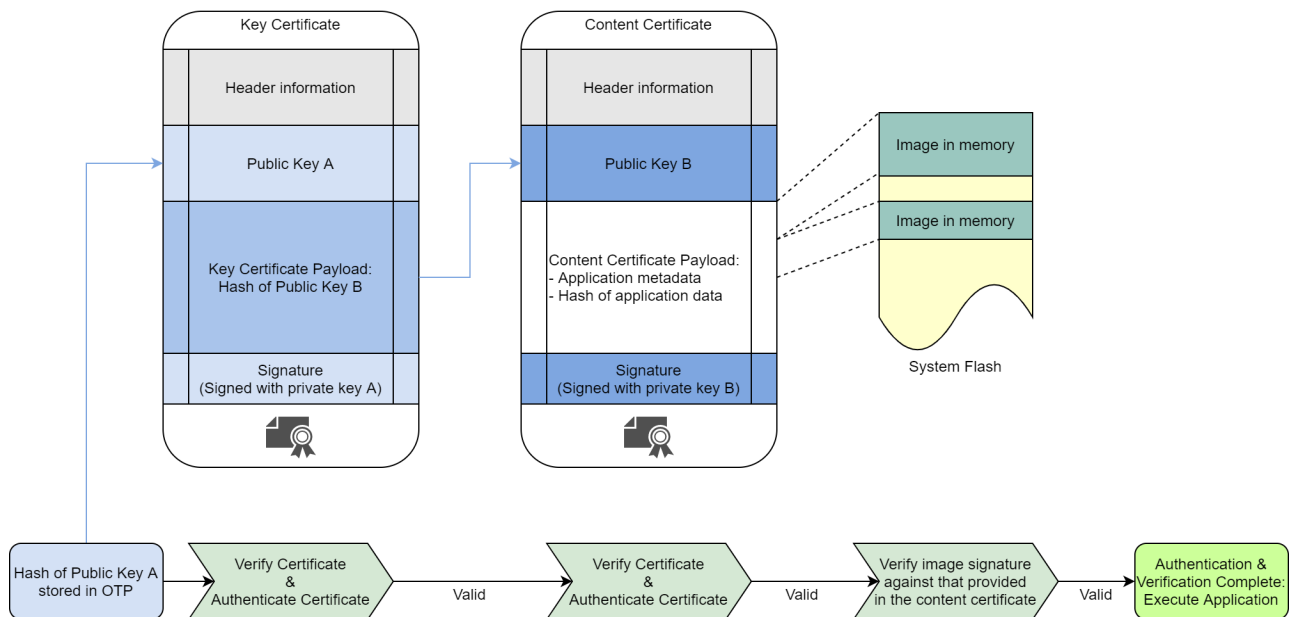 Key Certificate
Header information
Public Key A
Key Certificate Payload:
Hash of Public Key B
Signature
(Signed with private key A)
Content Certificate
Header information
Public Key B
Content Certificate Payload:
- Application metadata
- Hash of application data
Signature
(Signed with private key B)
Image in memory
Image in memory
System Flash
Hash of Public Key A
stored in OTP
Verify Certificate
&
Authenticate Certificate
Valid
Verify Certificate
&
Authenticate Certificate
Valid
Verify image signature
against that provided
in the content certificate
Valid
Authentication &
Verification Complete:
Execute Application